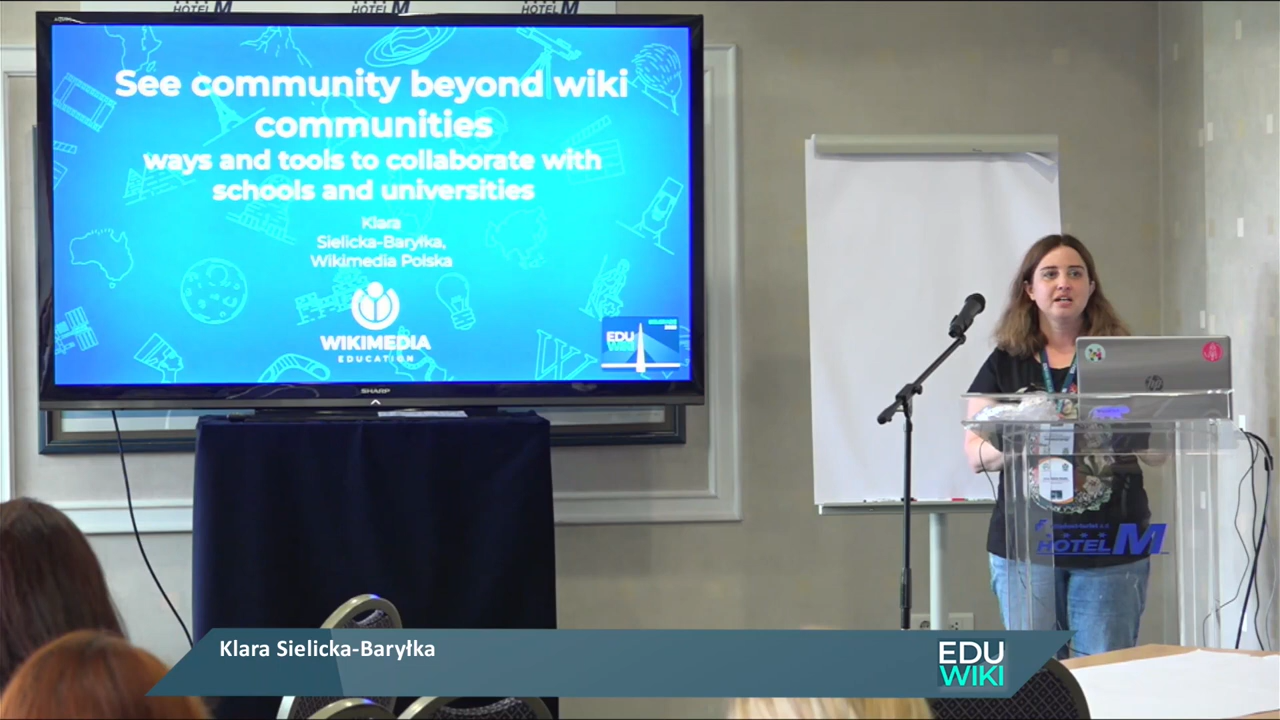 HOTEL M
HOTEL M
HOTEL M
See community beyond wiki
communities
ways and tools to collaborate with
schools and universities
Klara
Sielicka-Baryłka,
Wikimedia Polska
WIKIMEDIA
EDUCATION
EDU
WIKI
W
SHARP
hp
HOTEL M
Klara Sielicka-Baryłka
EDU
WIKI